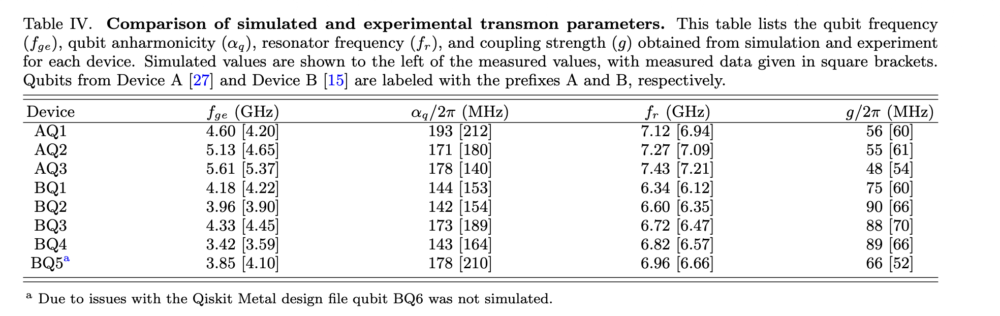 Table IV. Comparison of simulated and experimental transmon parameters. This table lists the qubit frequency
(fge), qubit anharmonicity (αq), resonator frequency (fr), and coupling strength (g) obtained from simulation and experiment
for each device. Simulated values are shown to the left of the measured values, with measured data given in square brackets.
Qubits from Device A [27] and Device B [15] are labeled with the prefixes A and B, respectively.
Device fge (GHz) αq/2π (MHz) fr (GHz) g/2π (MHz)
AQ1 4.60 [4.20] 193 [212] 7.12 [6.94] 56 [60]
AQ2 5.13 [4.65] 171 [180] 7.27 [7.09] 55 [61]
AQ3 5.61 [5.37] 178 [140] 7.43 [7.21] 48 [54]
BQ1 4.18 [4.22] 144 [153] 6.34 [6.12] 75 [60]
BQ2 3.96 [3.90] 142 [154] 6.60 [6.35] 90 [66]
BQ3 4.33 [4.45] 173 [189] 6.72 [6.47] 88 [70]
BQ4 3.42 [3.59] 143 [164] 6.82 [6.57] 89 [66]
BQ5a 3.85 [4.10] 178 [210] 6.96 [6.66] 66 [52]
a Due to issues with the Qiskit Metal design file qubit BQ6 was not simulated.